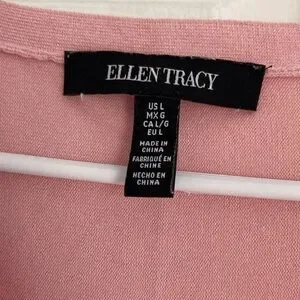 ELLEN TRACY
US L
MX G
CA L/G
EU L
MADE IN
CHINA
FABRIQUÉ EN
CHINE
HECHO EN
CHINA